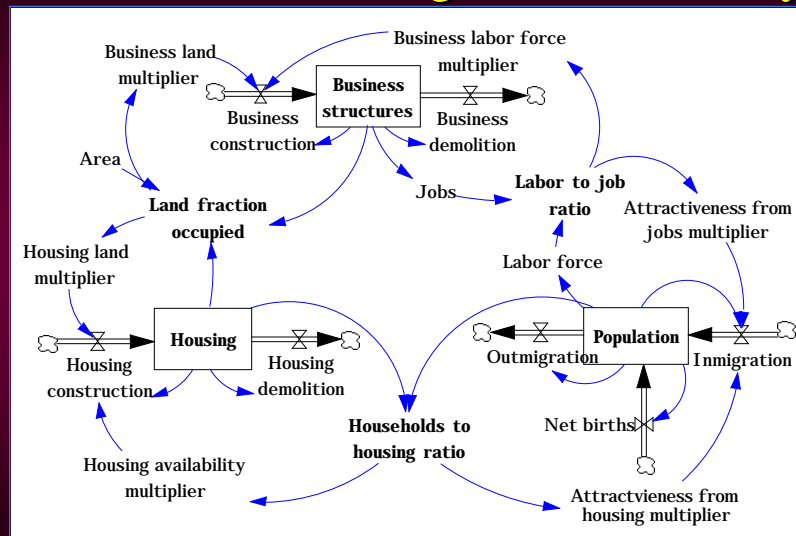 Business land
multiplier
Business labor force
multiplier
Business
structures
Business
construction
Business
demolition
Area
Jobs
Labor to job
ratio
Land fraction
occupied
Attractiveness from
jobs multiplier
Housing land
multiplier
Labor force
Housing
Population
Housing
construction
Housing
demolition
Outmigration
Inmigration
Households to
housing ratio
Net births
Housing availability
multiplier
Attractvieness from
housing multiplier